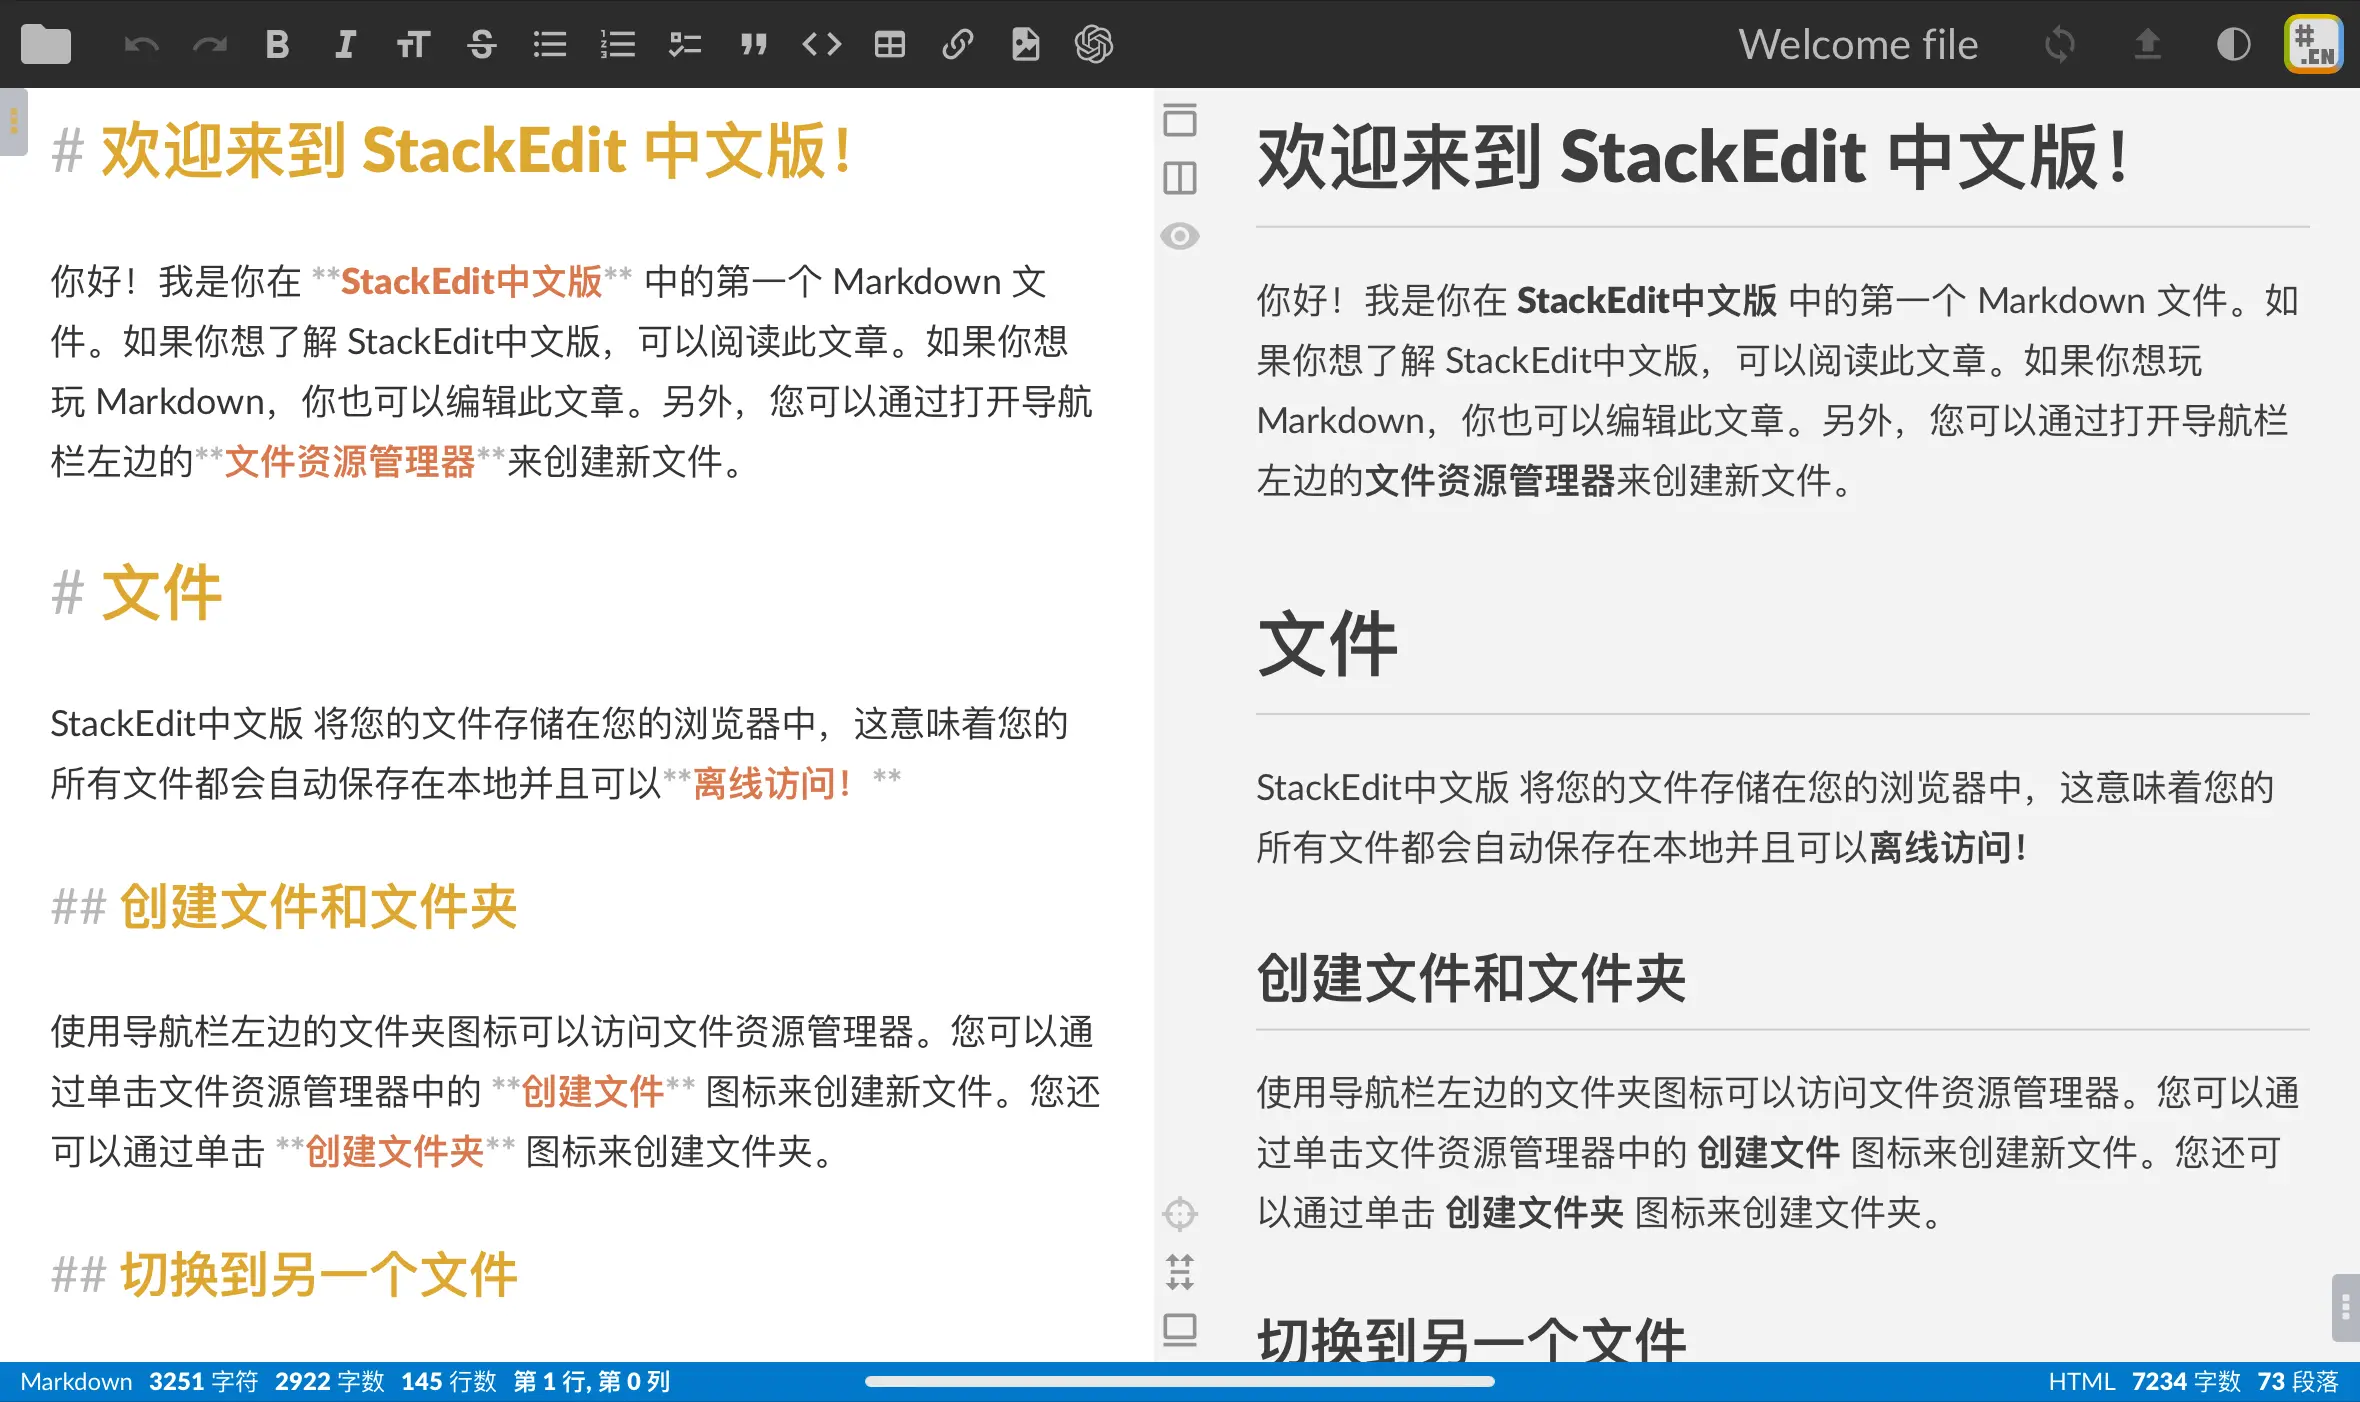 Welcome file
# 欢迎来到 StackEdit 中文版！
你好！我是你在 **StackEdit中文版** 中的第一个 Markdown 文
件。如果你想了解 StackEdit中文版，可以阅读此文章。如果你想
玩 Markdown，你也可以编辑此文章。另外，您可以通过打开导航
栏左边的**文件资源管理器**来创建新文件。
# 文件
StackEdit中文版 将您的文件存储在您的浏览器中，这意味着您的
所有文件都会自动保存在本地并且可以**离线访问！**
## 创建文件和文件夹
使用导航栏左边的文件夹图标可以访问文件资源管理器。您可以通
过单击文件资源管理器中的 **创建文件** 图标来创建新文件。您还
可以通过单击 **创建文件夹** 图标来创建文件夹。
## 切换到另一个文件
欢迎来到 StackEdit 中文版！
你好！我是你在 StackEdit中文版 中的第一个 Markdown 文件。如
果你想了解 StackEdit中文版，可以阅读此文章。如果你想玩
Markdown，你也可以编辑此文章。另外，您可以通过打开导航栏
左边的文件资源管理器来创建新文件。
文件
StackEdit中文版 将您的文件存储在您的浏览器中，这意味着您的
所有文件都会自动保存在本地并且可以离线访问！
创建文件和文件夹
使用导航栏左边的文件夹图标可以访问文件资源管理器。您可以通
过单击文件资源管理器中的 创建文件 图标来创建新文件。您还可
以通过单击 创建文件夹 图标来创建文件夹。
切换到另一个文件
Markdown 3251 字符 2922 字数 145 行数 第 1 行, 第 0 列
HTML 7234 字数 73 段落
#.CN